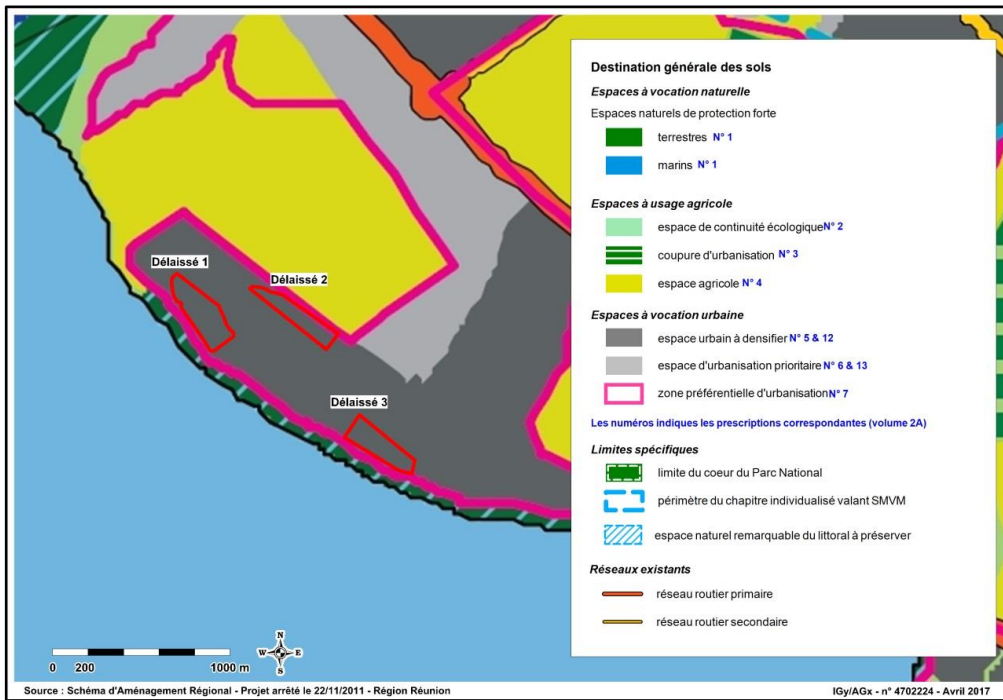 Délaissé 1
Délaissé 2
Délaissé 3
Destination générale des sols
Espaces à vocation naturelle
Espaces naturels de protection forte
terrestres N° 1
marins N° 1
Espaces à usage agricole
espace de continuité écologique N° 2
coupure d'urbanisation N° 3
espace agricole N° 4
Espaces à vocation urbaine
espace urbain à densifier N° 5 & 12
espace d'urbanisation prioritaire N° 6 & 13
zone préférentielle d'urbanisation N° 7
Les numéros indiques les prescriptions correspondantes (volume 2A)
Limites spécifiques
limite du coeur du Parc National
périmètre du chapitre individualisé valant SMVM
espace naturel remarquable du littoral à préserver
Réseaux existants
réseau routier primaire
réseau routier secondaire
N
W E
S
0 200 1000 m
Source : Schéma d'Aménagement Régional - Projet arrêté le 22/11/2011 - Région Réunion
IGy/AGx - n° 4702224 - Avril 2017